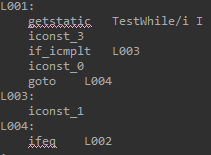 L001:
getstatic TestWhile/i I
iconst_3
if_icmplt L003
iconst_0
goto L004
L003:
iconst_1
L004:
ifeq L002